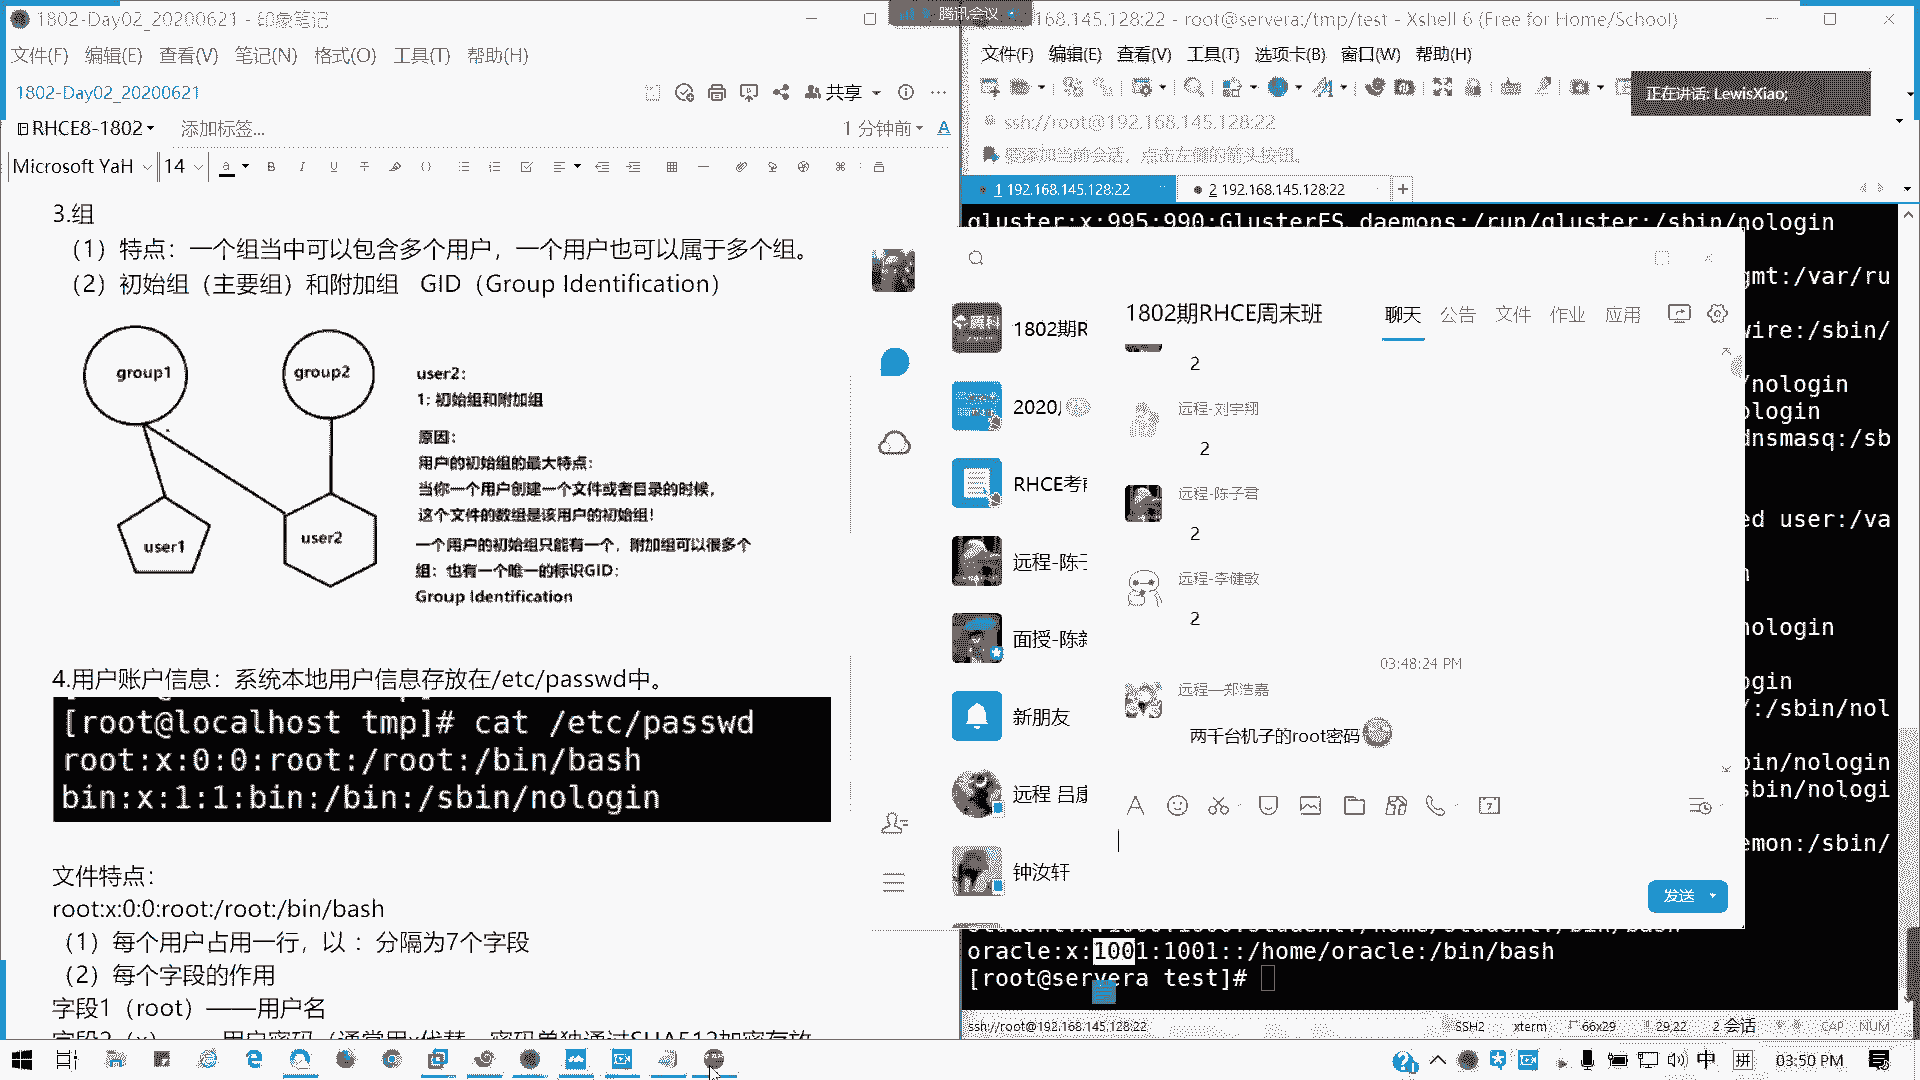 1802-Day02_20200621 - 印象笔记
文件(F) 编辑(E) 查看(V) 笔记(N) 格式(O) 工具(T) 帮助(H)
1802-Day02_20200621
共享
RHCE8-1802
添加标签...
1 分钟前
Microsoft YaH
14
3.组
（1）特点：一个组当中可以包含多个用户，一个用户也可以属于多个组。
（2）初始组（主要组）和附加组 GID（Group Identification）
group1
group2
user1
user2
user2：
1: 初始组和附加组
原因：
用户的初始组的最大特点：
当你一个用户创建一个文件或者目录的时候，
这个文件的数组是该用户的初始组！
一个用户的初始组只能有一个，附加组可以很多个
组：也有一个唯一的标识GID：
Group Identification
4.用户账户信息：系统本地用户信息存放在/etc/passwd中。
[root@localhost tmp]# cat /etc/passwd
root:x:0:0:root:/root:/bin/bash
bin:x:1:1:bin:/bin:/sbin/nologin
文件特点：
root:x:0:0:root:/root:/bin/bash
（1）每个用户占用一行，以 ：分隔为7个字段
（2）每个字段的作用
字段1（root）——用户名
腾讯会议
168.145.128:22 - root@servera:/tmp/test - Xshell 6 (Free for Home/School)
文件(F) 编辑(E) 查看(V) 工具(T) 选项卡(B) 窗口(W) 帮助(H)
正在讲话: LewisXiao;
ssh://root@192.168.145.128:22
要添加当前会话，点击左侧的箭头按钮。
1 192.168.145.128:22
2 192.168.145.128:22
gluster:x:995:990:GlusterFS daemons:/run/gluster:/sbin/nologin
gmt:/var/ru
wire:/sbin/
/nologin
ologin
dnsmasq:/sb
ed user:/va
nologin
ogin
/:/sbin/nol
bin/nologin
sbin/nologi
emon:/sbin/
oracle:x:1001:1001::/home/oracle:/bin/bash
[root@servera test]#
1802期R
2020
RHCE考
远程-陈
面授-陈
新朋友
远程 吕
钟汝轩
1802期RHCE周末班
聊天 公告 文件 作业 应用
2
远程-刘宇翔
2
远程-陈子君
2
远程-李健敏
2
03:48:24 PM
远程—郑浩嘉
两千台机子的root密码
发送
ssh://root@192.168.145.128:22
SSH2 xterm 66x29 29,22 2 会话 CAP NUM
中
拼
03:50 PM